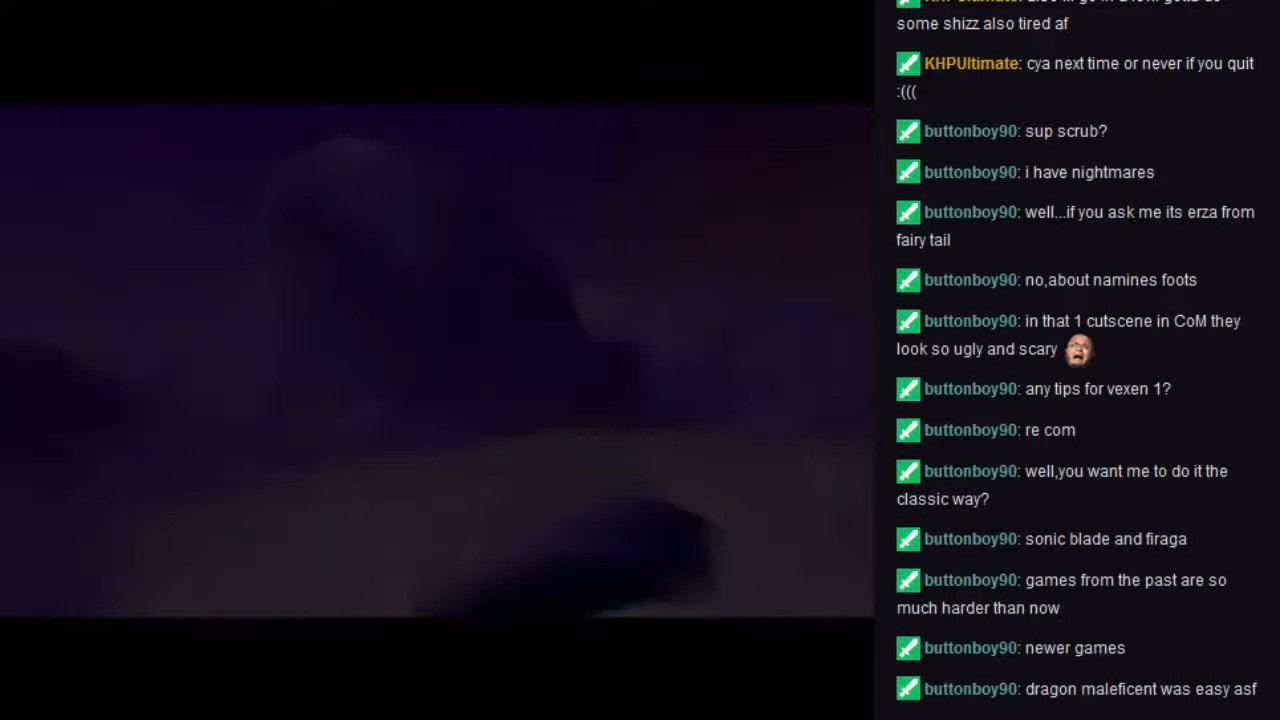 some shizz also tired af
KHPUltimate: cya next time or never if you quit
:(((
buttonboy90: sup scrub?
buttonboy90: i have nightmares
buttonboy90: well...if you ask me its erza from
fairy tail
buttonboy90: no,about namines foots
buttonboy90: in that 1 cutscene in CoM they
look so ugly and scary
buttonboy90: any tips for vexen 1?
buttonboy90: re com
buttonboy90: well,you want me to do it the
classic way?
buttonboy90: sonic blade and firaga
buttonboy90: games from the past are so
much harder than now
buttonboy90: newer games
buttonboy90: dragon maleficent was easy asf